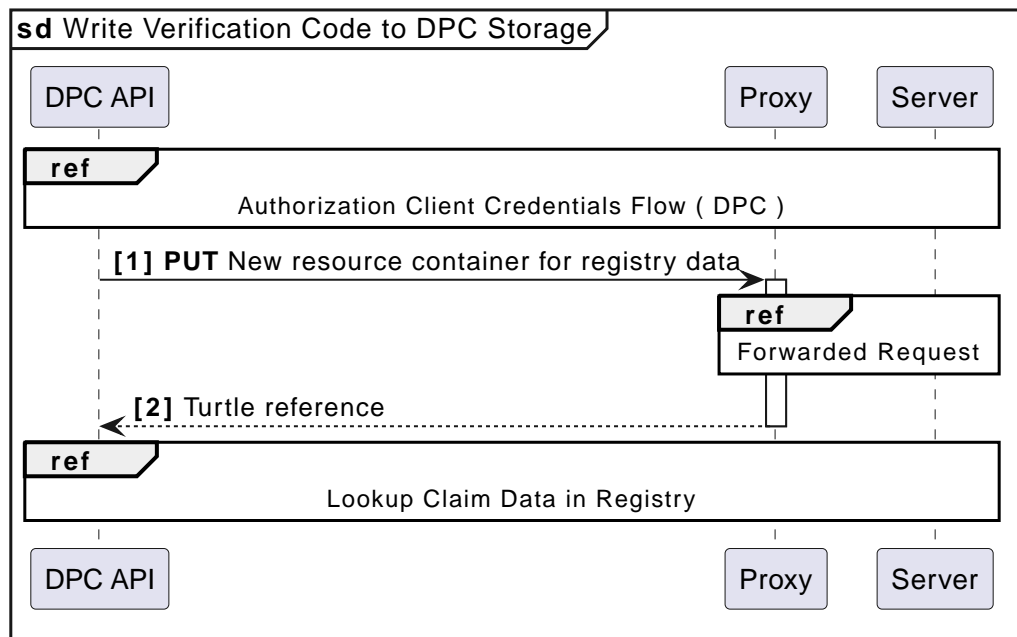 sd Write Verification Code to DPC Storage
DPC API
Proxy
Server
ref
Authorization Client Credentials Flow ( DPC )
[1] PUT New resource container for registry data
ref
Forwarded Request
[2] Turtle reference
ref
Lookup Claim Data in Registry
DPC API
Proxy
Server